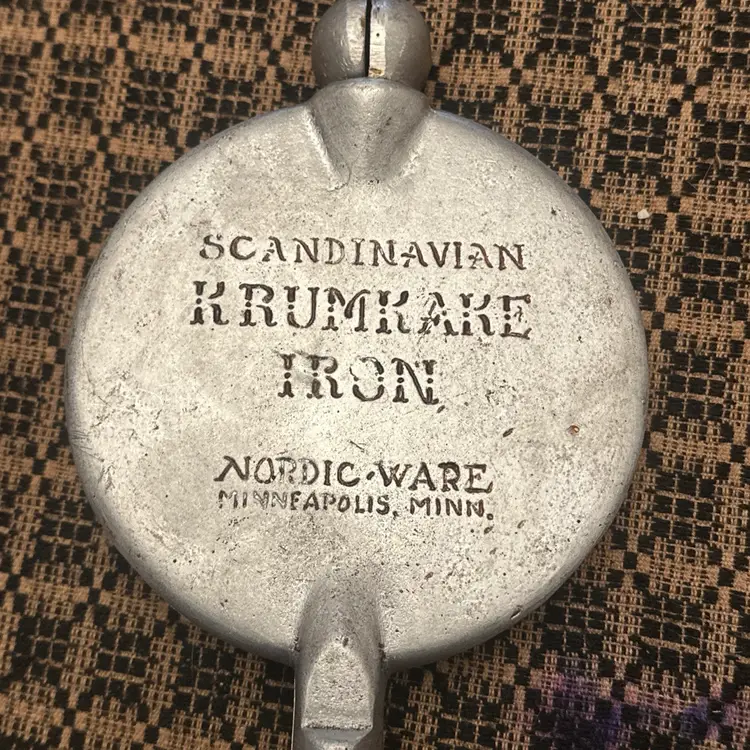 SCANDINAVIAN
KRUMKAKE
IRON
NORDIC-WARE
MINNEAPOLIS, MINN.